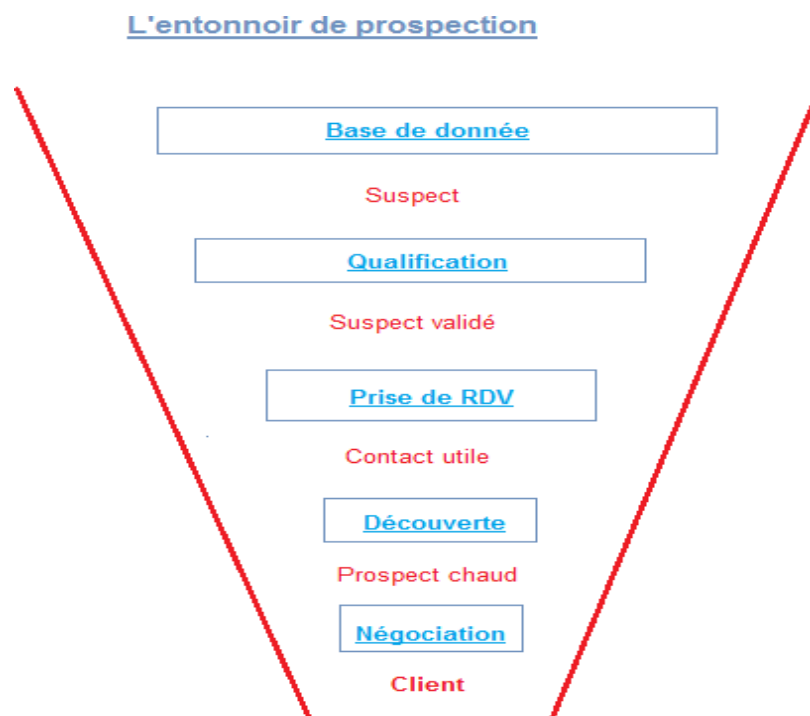 L'entonnoir de prospection
Base de donnée
Suspect
Qualification
Suspect validé
Prise de RDV
Contact utile
Découverte
Prospect chaud
Négociation
Client